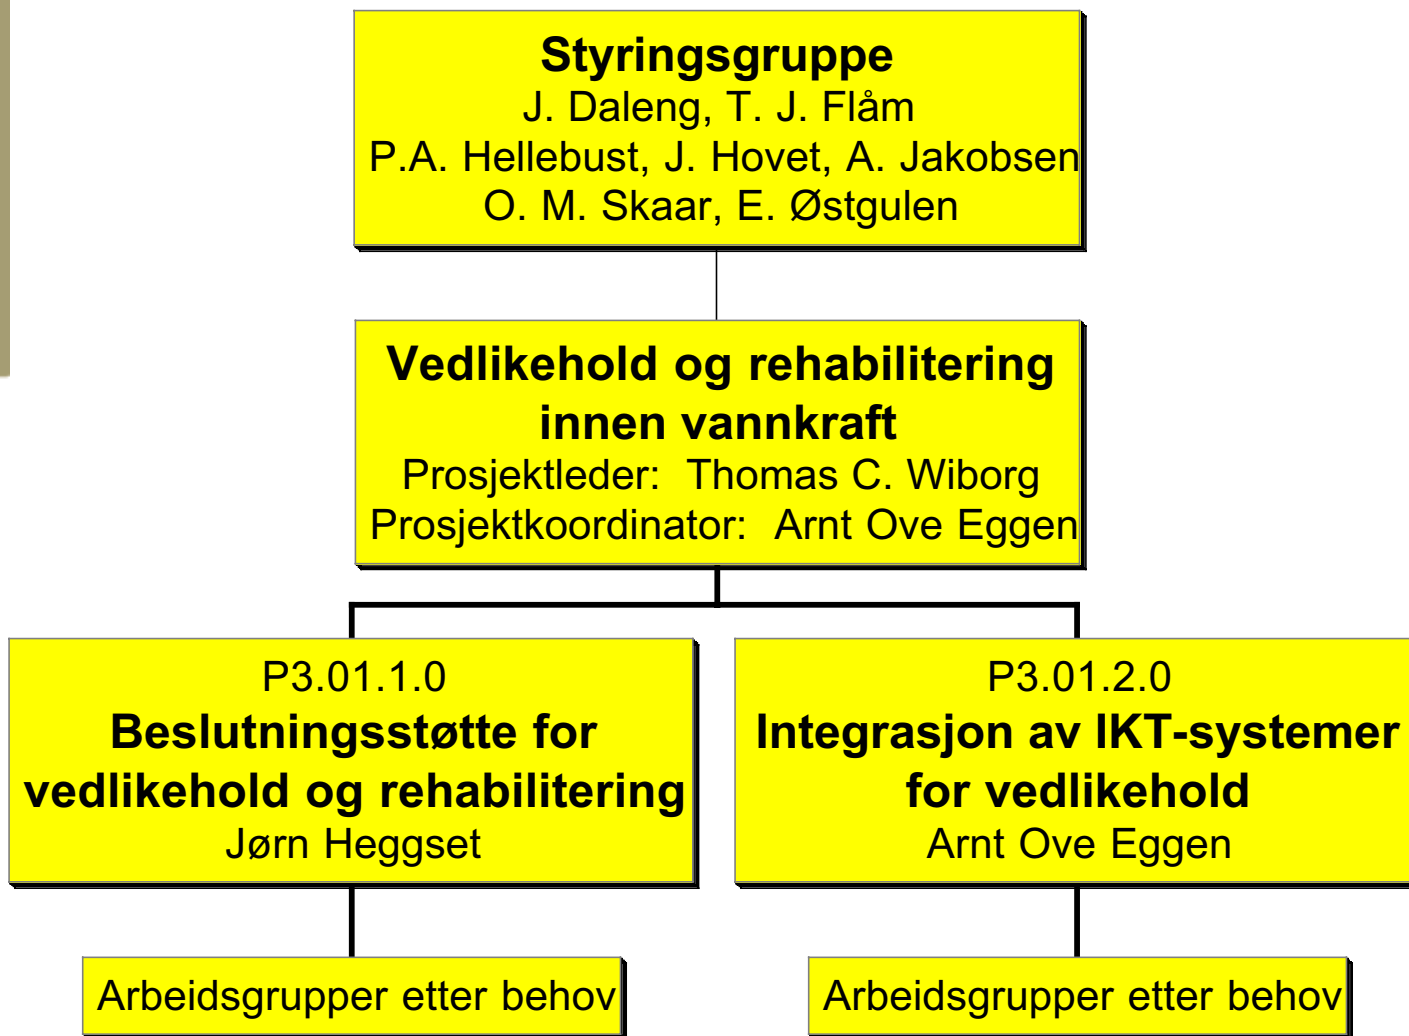 Styringsgruppe
J. Daleng, T. J. Flåm
P.A. Hellebust, J. Hovet, A. Jakobsen
O. M. Skaar, E. Østgulen
Vedlikehold og rehabilitering
innen vannkraft
Prosjektleder: Thomas C. Wiborg
Prosjektkoordinator: Arnt Ove Eggen
P3.01.1.0
Beslutningsstøtte for
vedlikehold og rehabilitering
Jørn Heggset
P3.01.2.0
Integrasjon av IKT-systemer
for vedlikehold
Arnt Ove Eggen
Arbeidsgrupper etter behov
Arbeidsgrupper etter behov